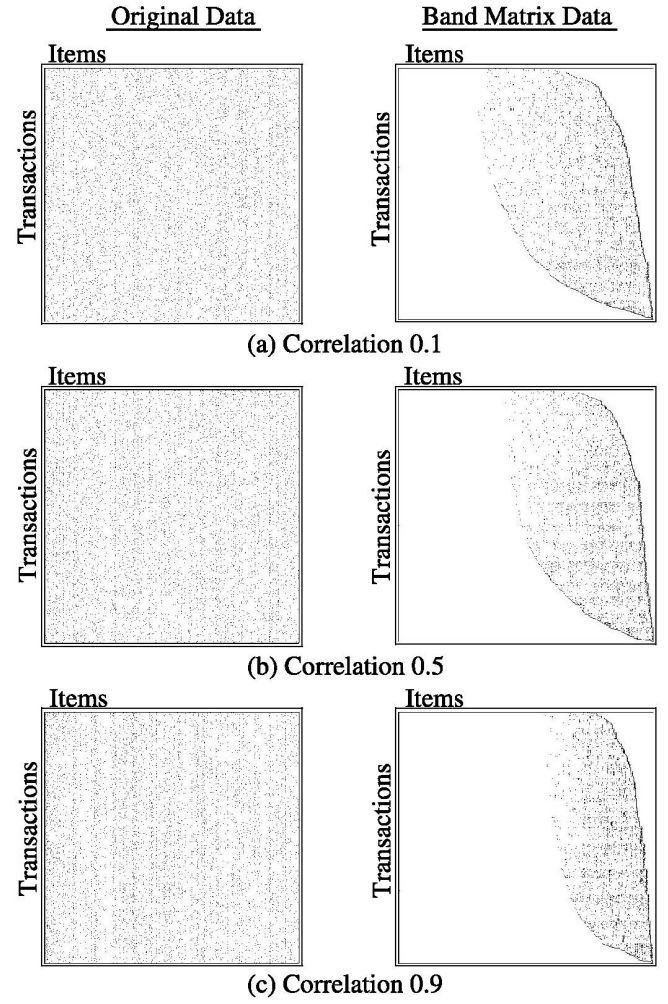 Original Data
Band Matrix Data
Items
Items
Transactions
Transactions
(a) Correlation 0.1
Items
Items
Transactions
Transactions
(b) Correlation 0.5
Items
Items
Transactions
Transactions
(c) Correlation 0.9